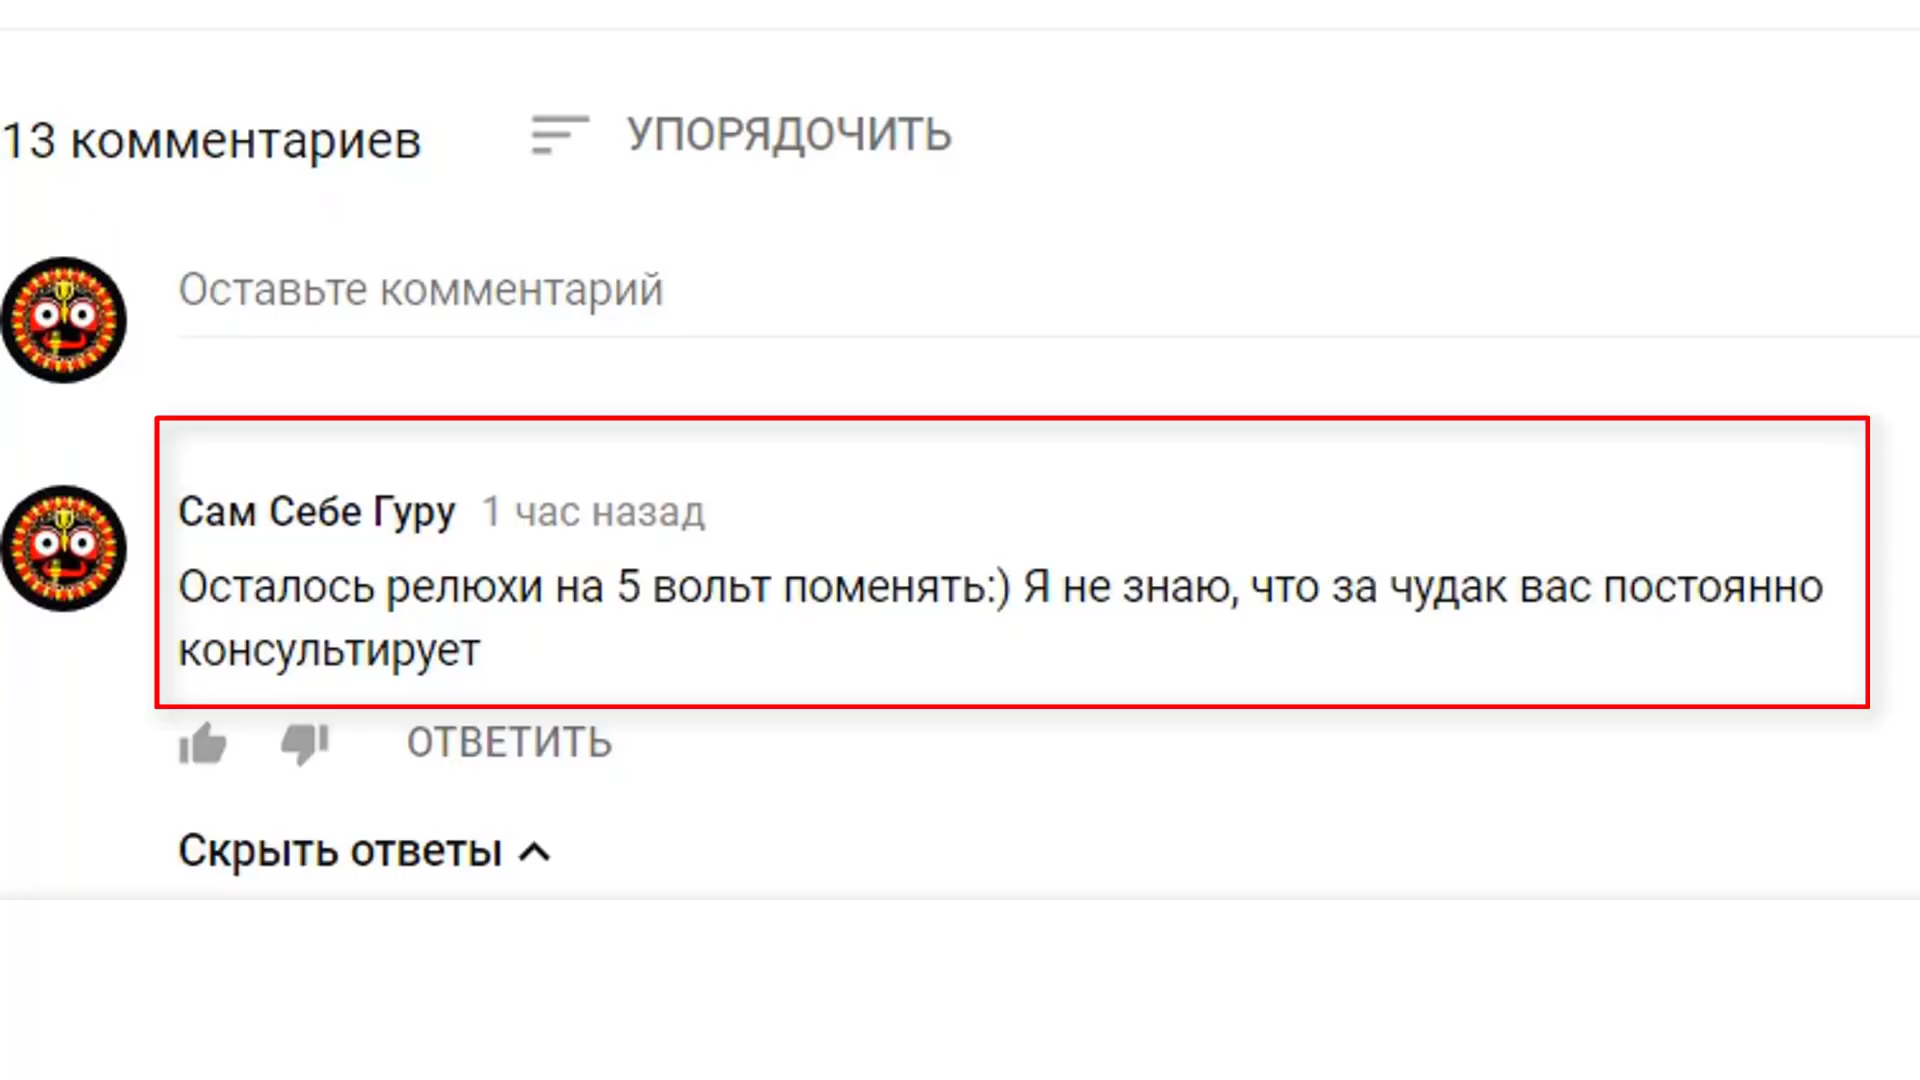 13 комментариев
УПОРЯДОЧИТЬ
Оставьте комментарий
Сам Себе Гуру 1 час назад
Осталось релюхи на 5 вольт поменять:) Я не знаю, что за чудак вас постоянно
консультирует
ОТВЕТИТЬ
Скрыть ответы